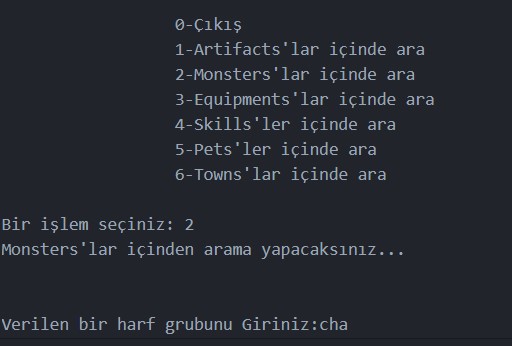 0-Çıkış
1-Artifacts'lar içinde ara
2-Monsters'lar içinde ara
3-Equipments'lar içinde ara
4-Skills'ler içinde ara
5-Pets'ler içinde ara
6-Towns'lar içinde ara
Bir işlem seçiniz: 2
Monsters'lar içinden arama yapacaksınız...
Verilen bir harf grubunu Giriniz:cha